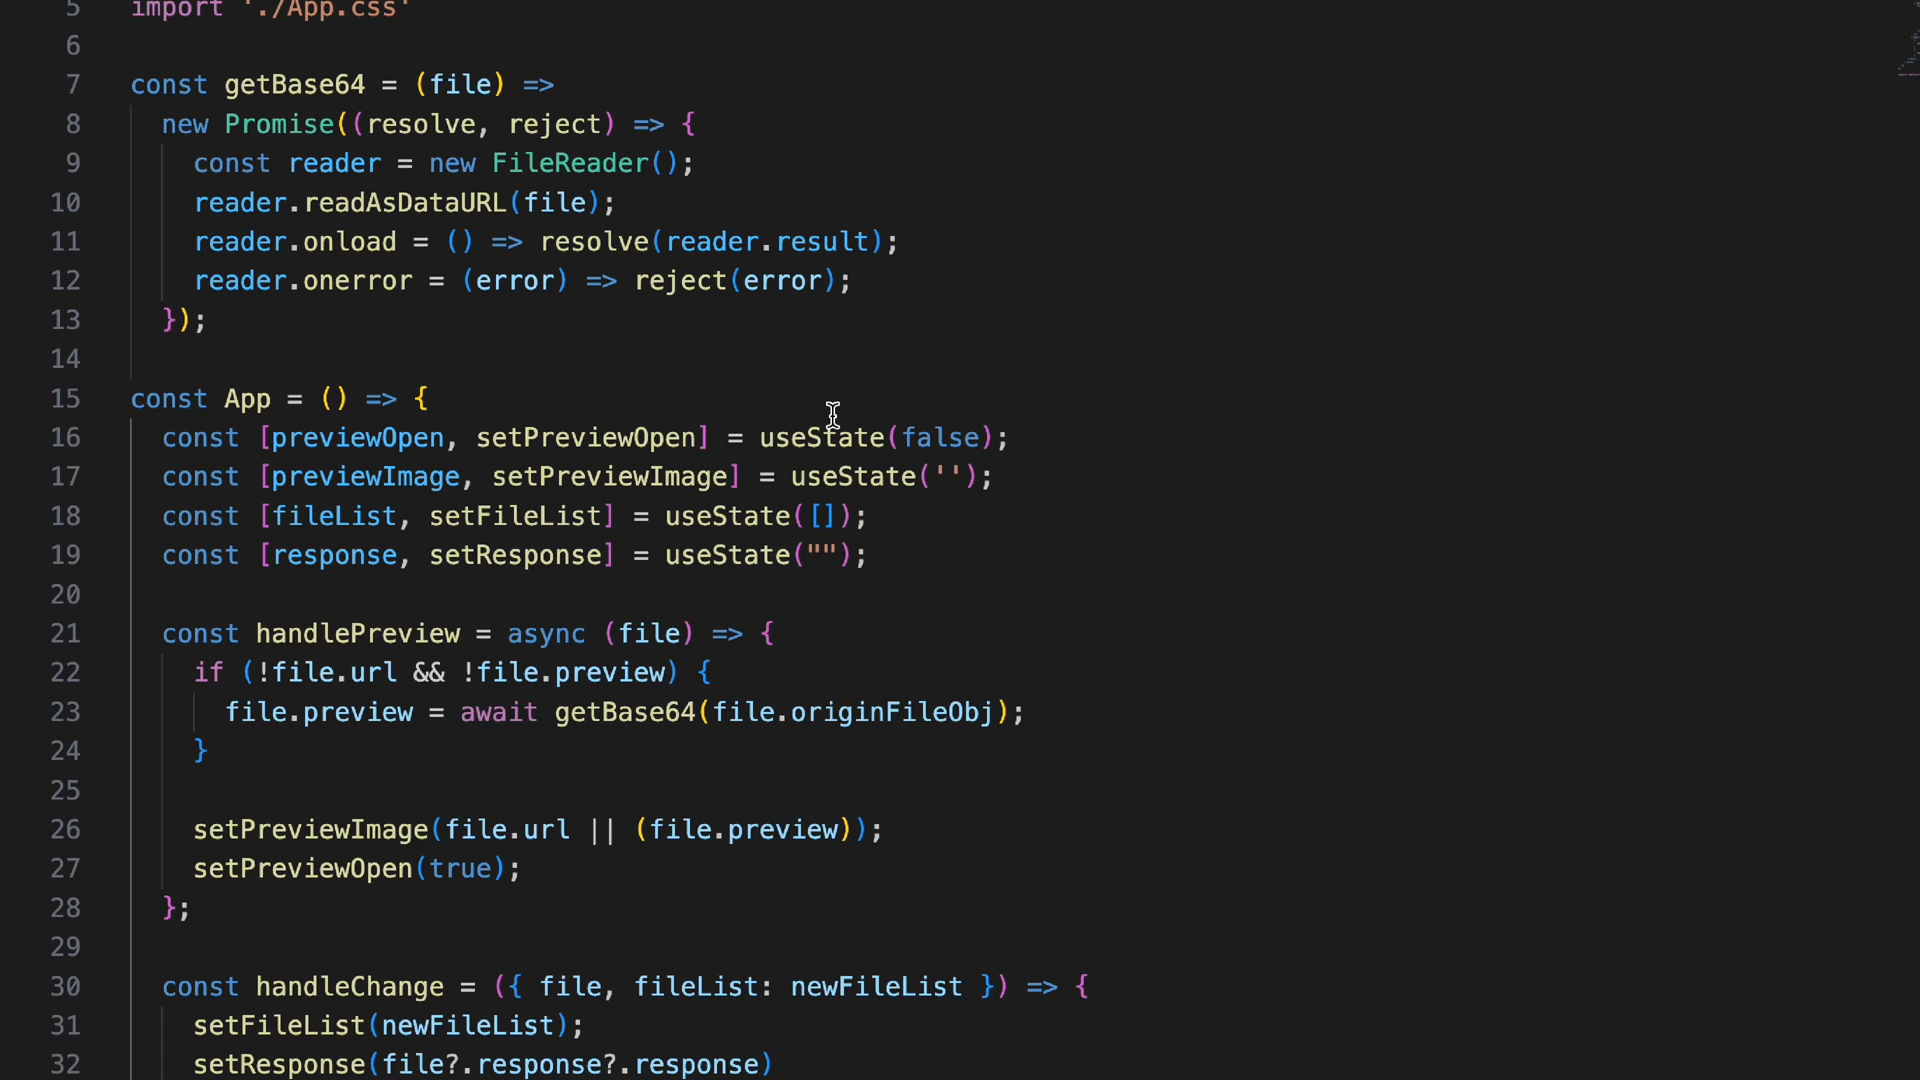 5 import './App.css'
6
7 const getBase64 = (file) =>
8   new Promise((resolve, reject) => {
9     const reader = new FileReader();
10     reader.readAsDataURL(file);
11     reader.onload = () => resolve(reader.result);
12     reader.onerror = (error) => reject(error);
13   });
14
15 const App = () => {
16   const [previewOpen, setPreviewOpen] = useState(false);
17   const [previewImage, setPreviewImage] = useState('');
18   const [fileList, setFileList] = useState([]);
19   const [response, setResponse] = useState("");
20
21   const handlePreview = async (file) => {
22     if (!file.url && !file.preview) {
23       file.preview = await getBase64(file.originFileObj);
24     }
25
26     setPreviewImage(file.url || (file.preview));
27     setPreviewOpen(true);
28   };
29
30   const handleChange = ({ file, fileList: newFileList }) => {
31     setFileList(newFileList);
32     setResponse(file?.response?.response)